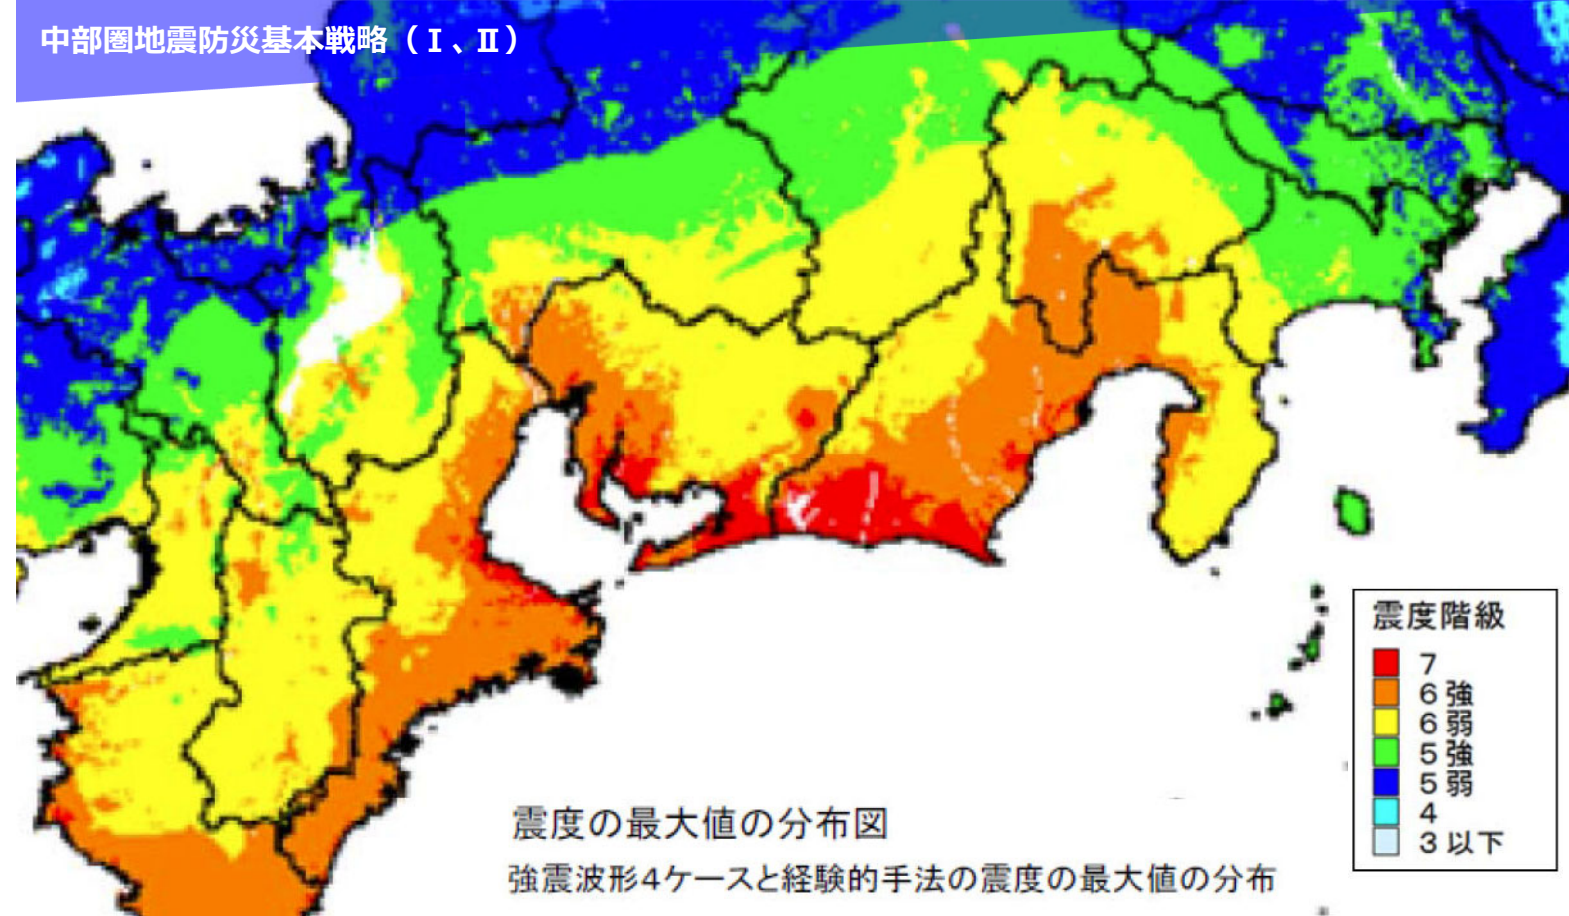 中部圏地震防災基本戦略（Ⅰ、Ⅱ）
震度階級
7
6強
6弱
5強
5弱
4
3以下
震度の最大値の分布図
強震波形4ケースと経験的手法の震度の最大値の分布